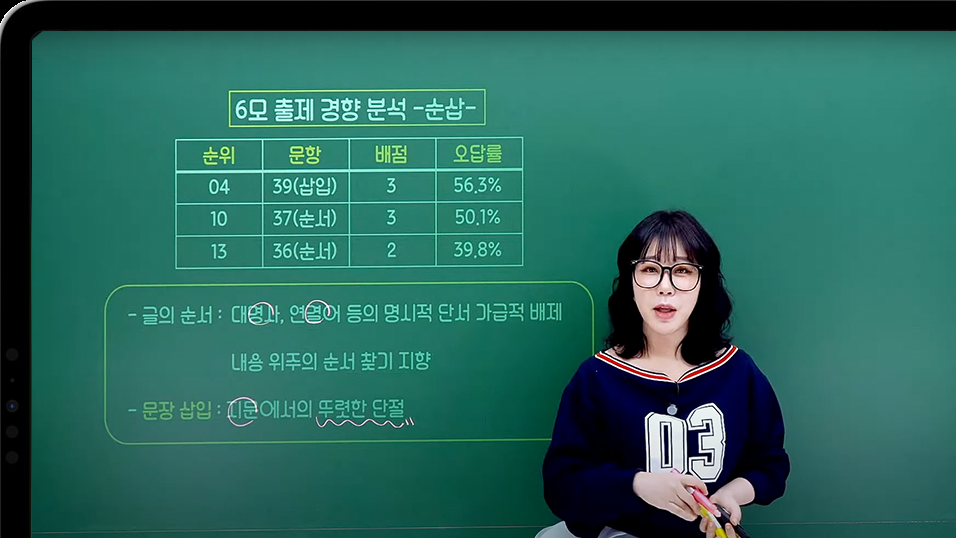 6모 출제 경향 분석 -순삽-
순위 문항 배점 오답률
04 39(삽입) 3 56.3%
10 37(순서) 3 50.1%
13 36(순서) 2 39.8%
- 글의 순서 : 대명사, 연결어 등의 명시적 단서 가급적 배제
내용 위주의 순서 찾기 지향
- 문장 삽입 : 지문에서의 뚜렷한 단절
03